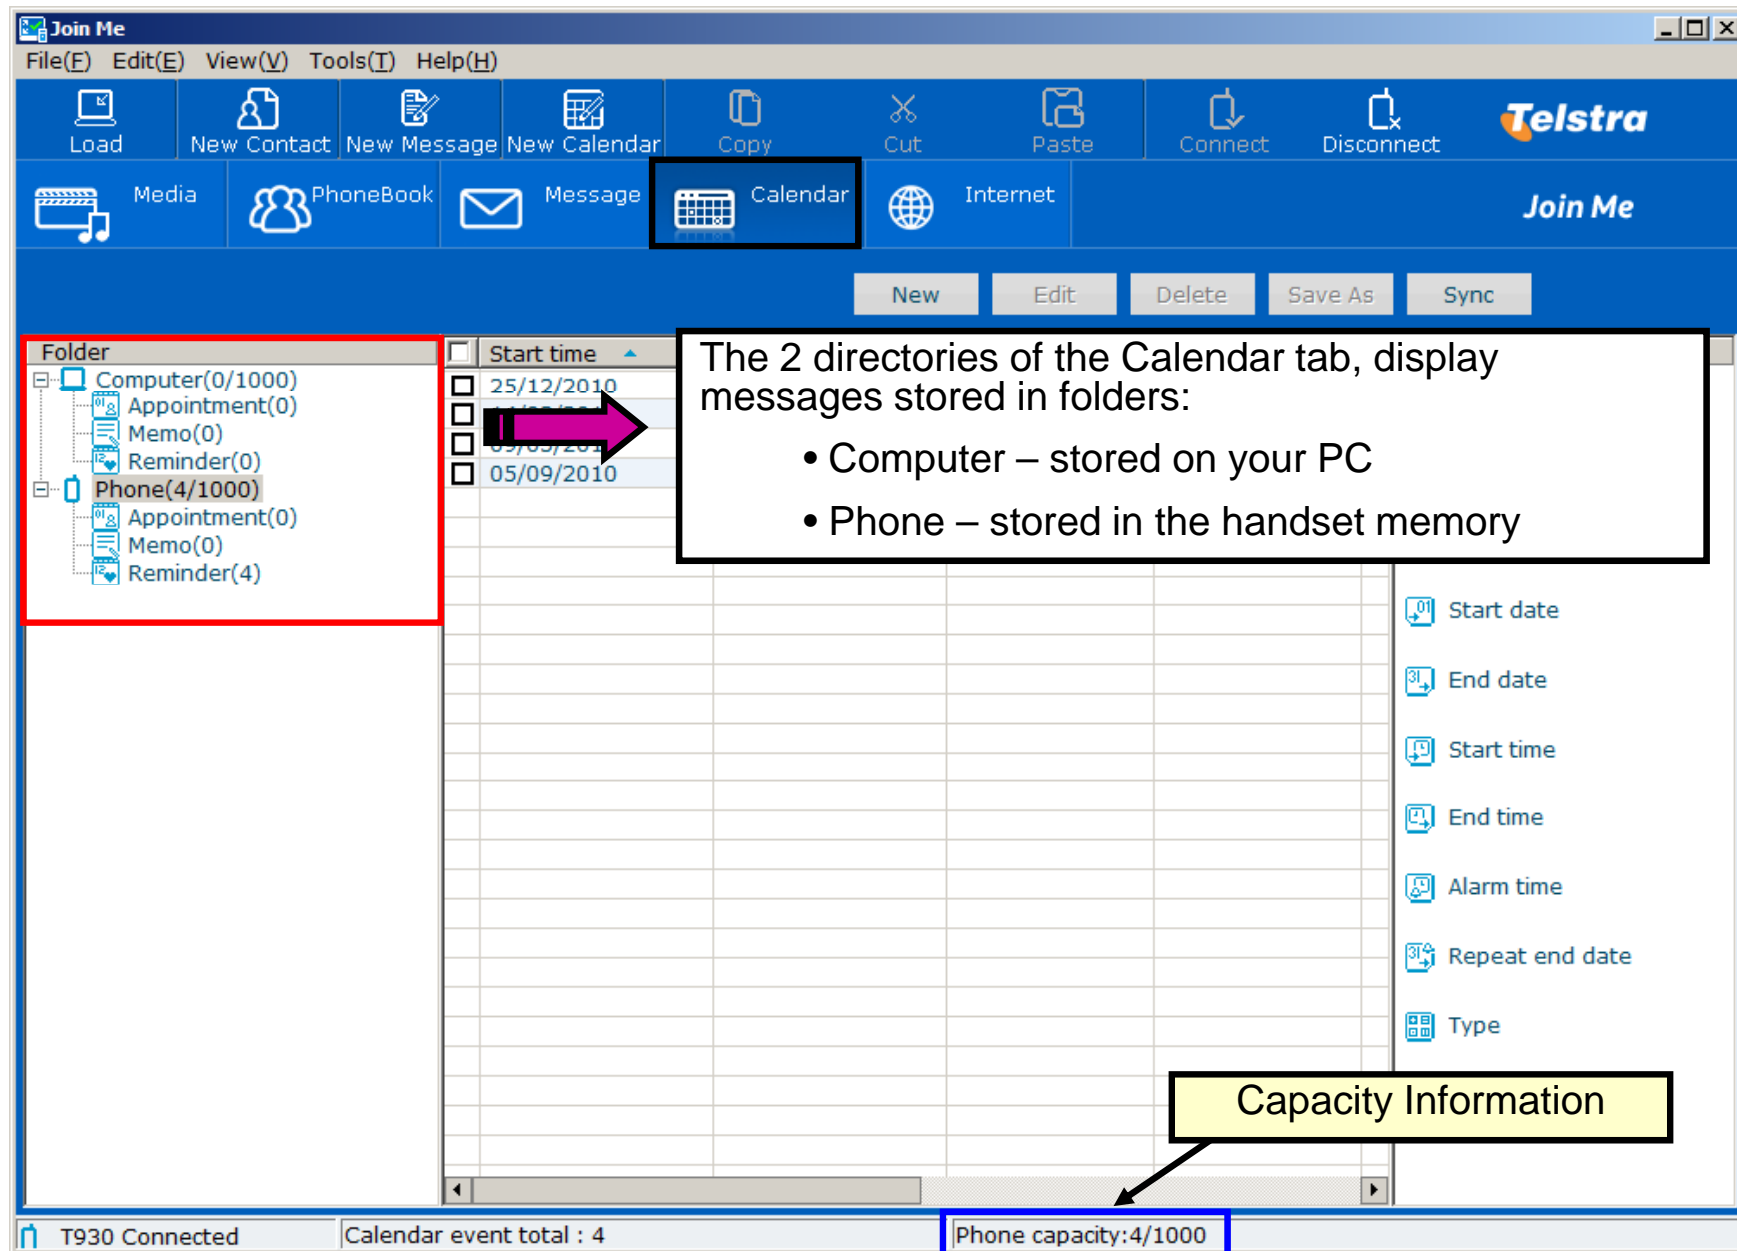 Join Me
File(F) Edit(E) View(V) Tools(T) Help(H)
Load New Contact New Message New Calendar Copy Cut Paste Connect Disconnect Telstra
Media PhoneBook Message Calendar Internet Join Me
New Edit Delete Save As Sync
Folder
Computer(0/1000)
Appointment(0)
Memo(0)
Reminder(0)
Phone(4/1000)
Appointment(0)
Memo(0)
Reminder(4)
Start time
25/12/2010
05/09/2010
The 2 directories of the Calendar tab, display
messages stored in folders:
• Computer – stored on your PC
• Phone – stored in the handset memory
Start date
End date
Start time
End time
Alarm time
Repeat end date
Type
Capacity Information
T930 Connected Calendar event total : 4 Phone capacity:4/1000